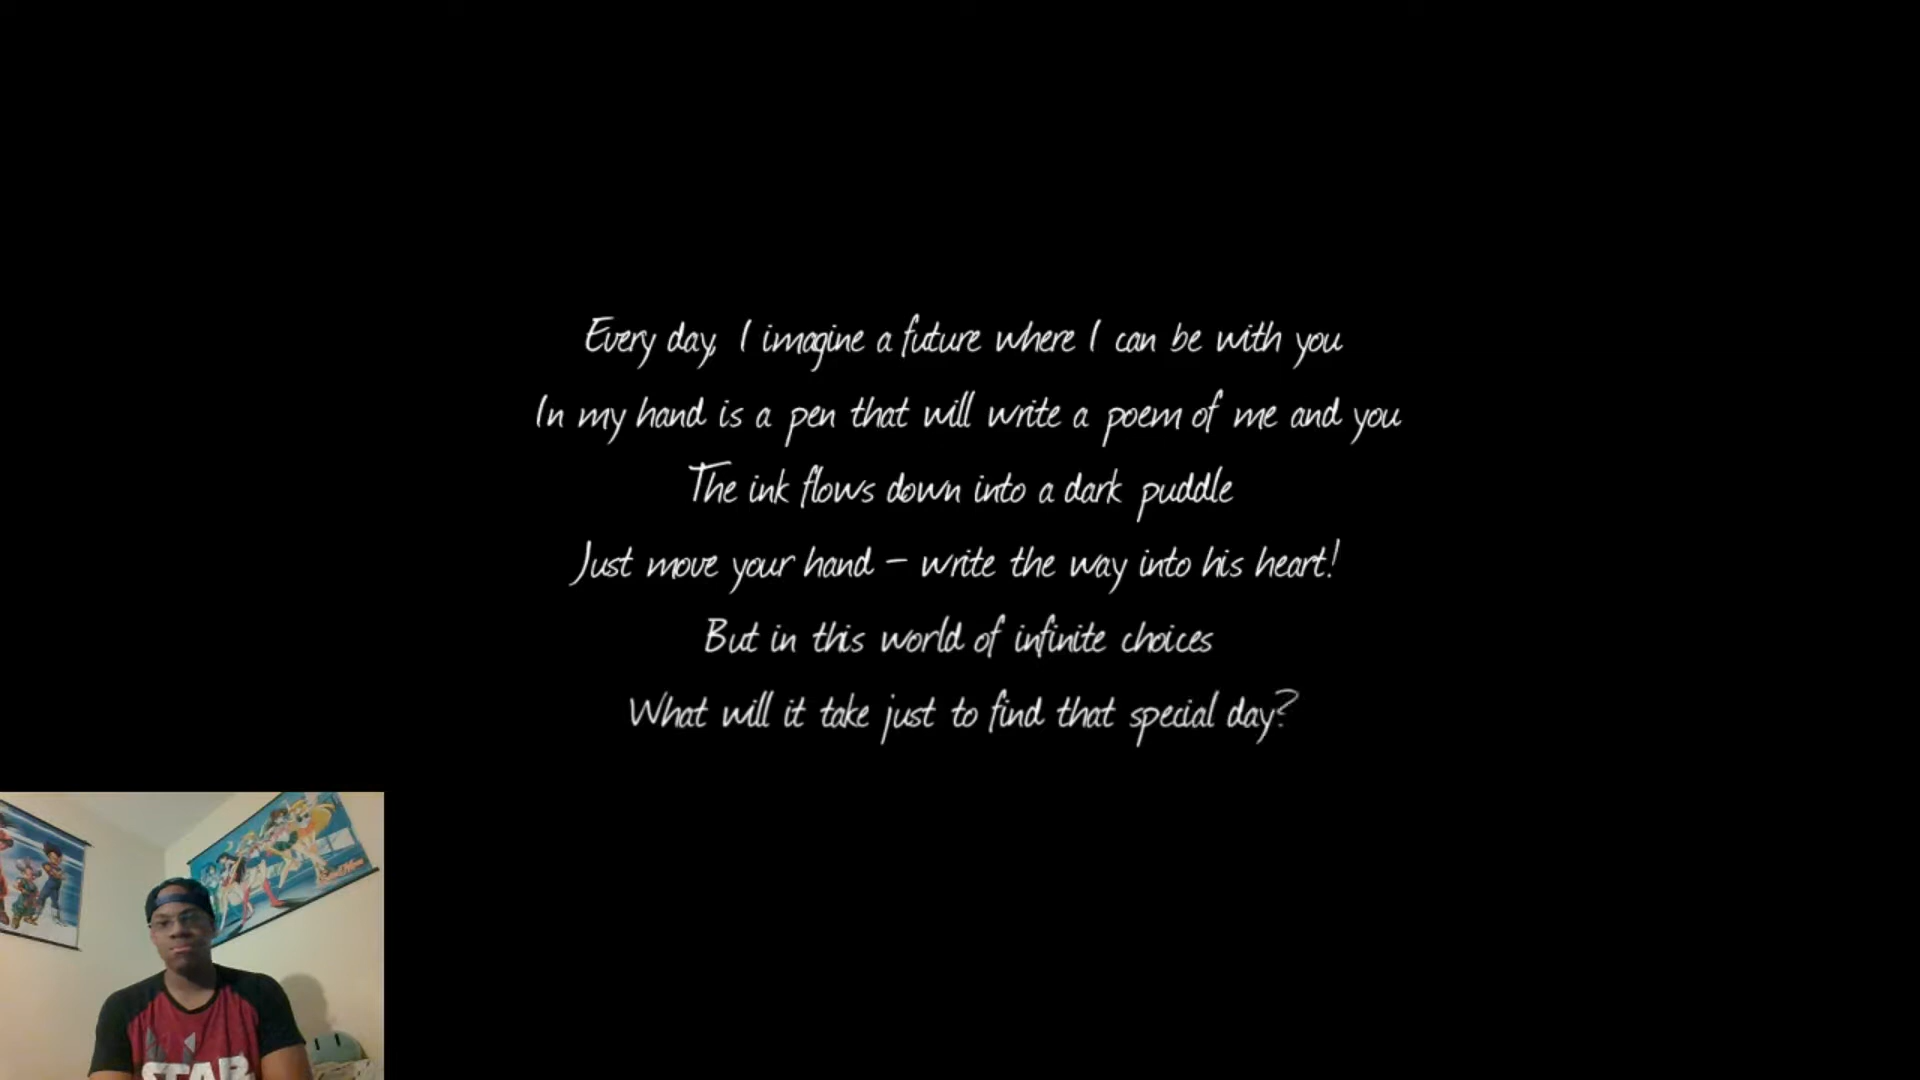 Every day, I imagine a future where I can be with you
In my hand is a pen that will write a poem of me and you
The ink flows down into a dark puddle
Just move your hand – write the way into his heart!
But in this world of infinite choices
What will it take just to find that special day?
STAR